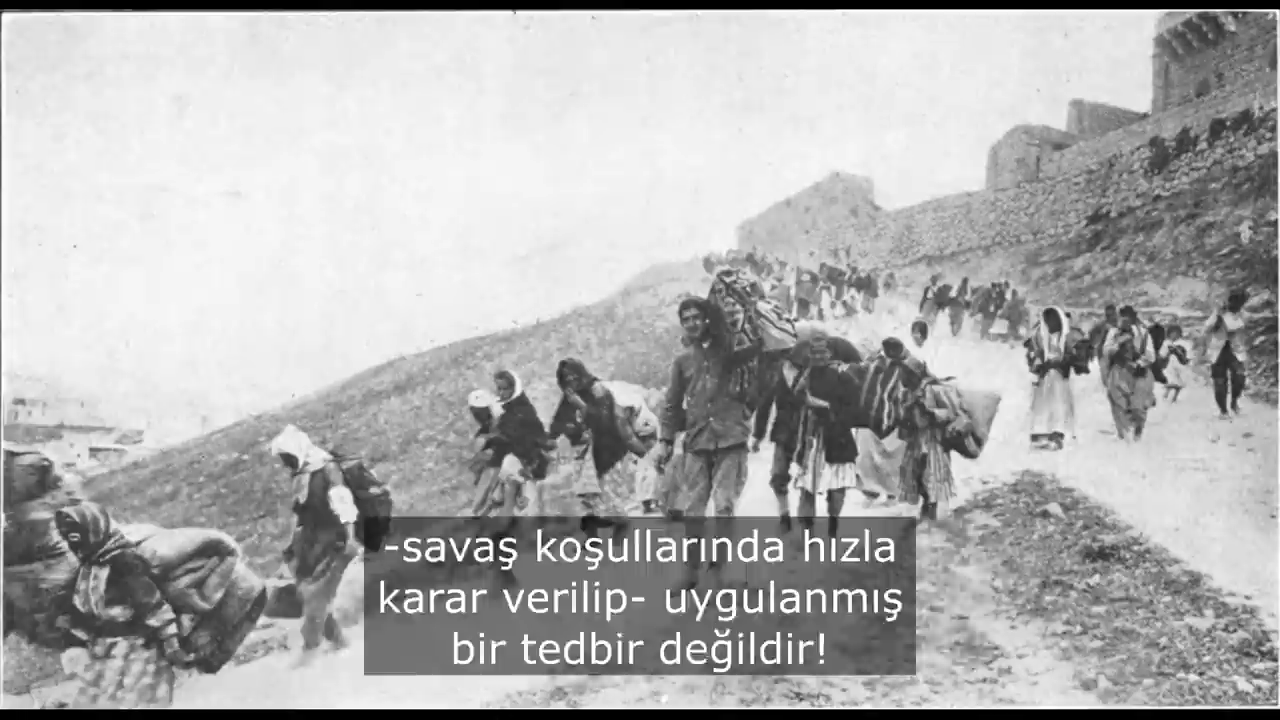 -savaş koşullarında hızla
karar verilip- uygulanmış
bir tedbir değildir!